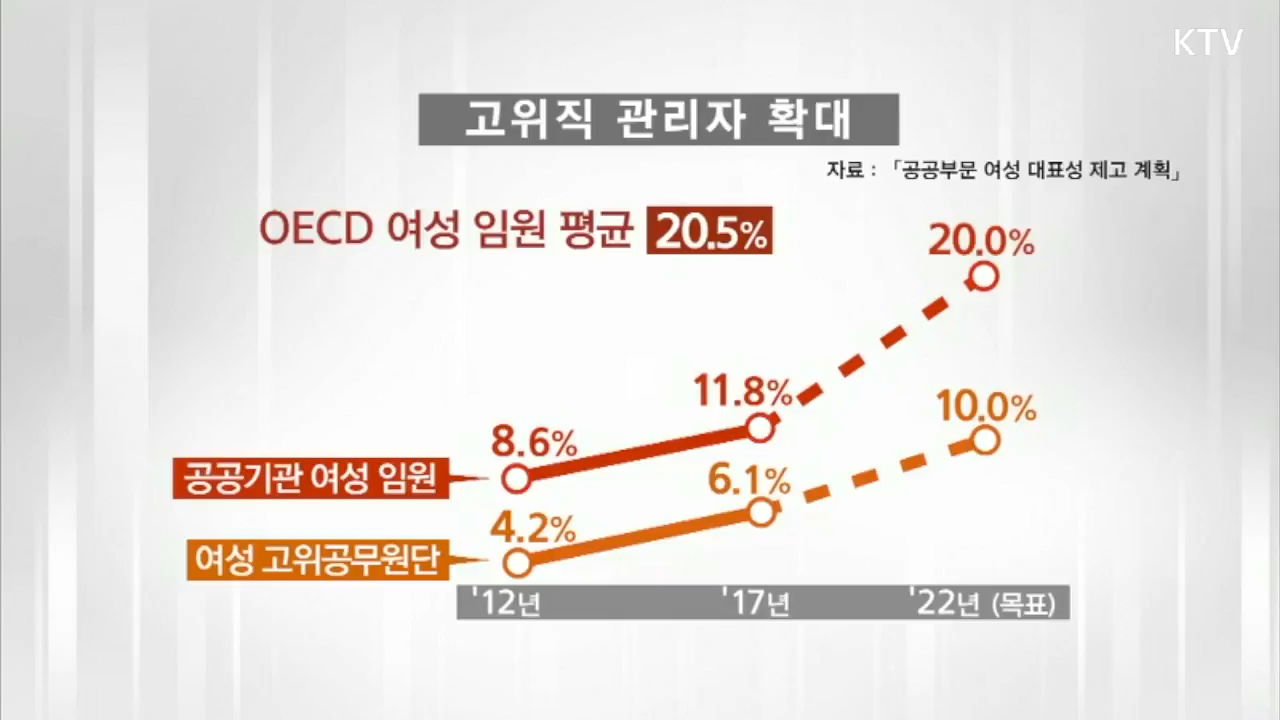 KTV
고위직 관리자 확대
자료 : 「공공부문 여성 대표성 제고 계획」
OECD 여성 임원 평균 20.5%
20.0%
11.8%
10.0%
8.6%
공공기관 여성 임원
6.1%
4.2%
여성 고위공무원단
'12년 '17년 '22년 (목표)